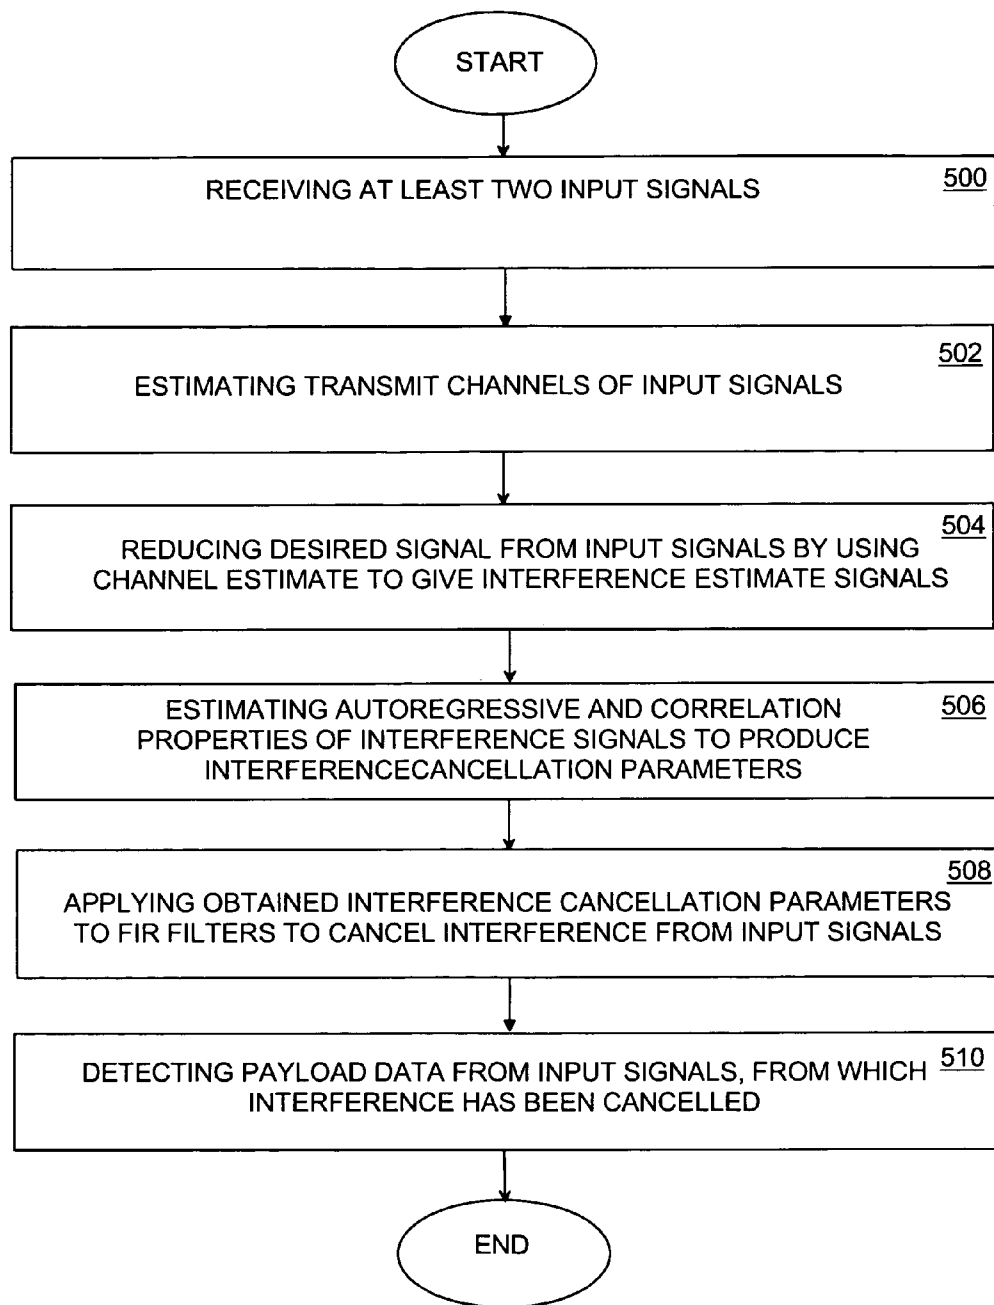 START
500
RECEIVING AT LEAST TWO INPUT SIGNALS
502
ESTIMATING TRANSMIT CHANNELS OF INPUT SIGNALS
504
REDUCING DESIRED SIGNAL FROM INPUT SIGNALS BY USING
CHANNEL ESTIMATE TO GIVE INTERFERENCE ESTIMATE SIGNALS
506
ESTIMATING AUTOREGRESSIVE AND CORRELATION
PROPERTIES OF INTERFERENCE SIGNALS TO PRODUCE
INTERFERENCECANCELLATION PARAMETERS
508
APPLYING OBTAINED INTERFERENCE CANCELLATION PARAMETERS
TO FIR FILTERS TO CANCEL INTERFERENCE FROM INPUT SIGNALS
510
DETECTING PAYLOAD DATA FROM INPUT SIGNALS, FROM WHICH
INTERFERENCE HAS BEEN CANCELLED
END